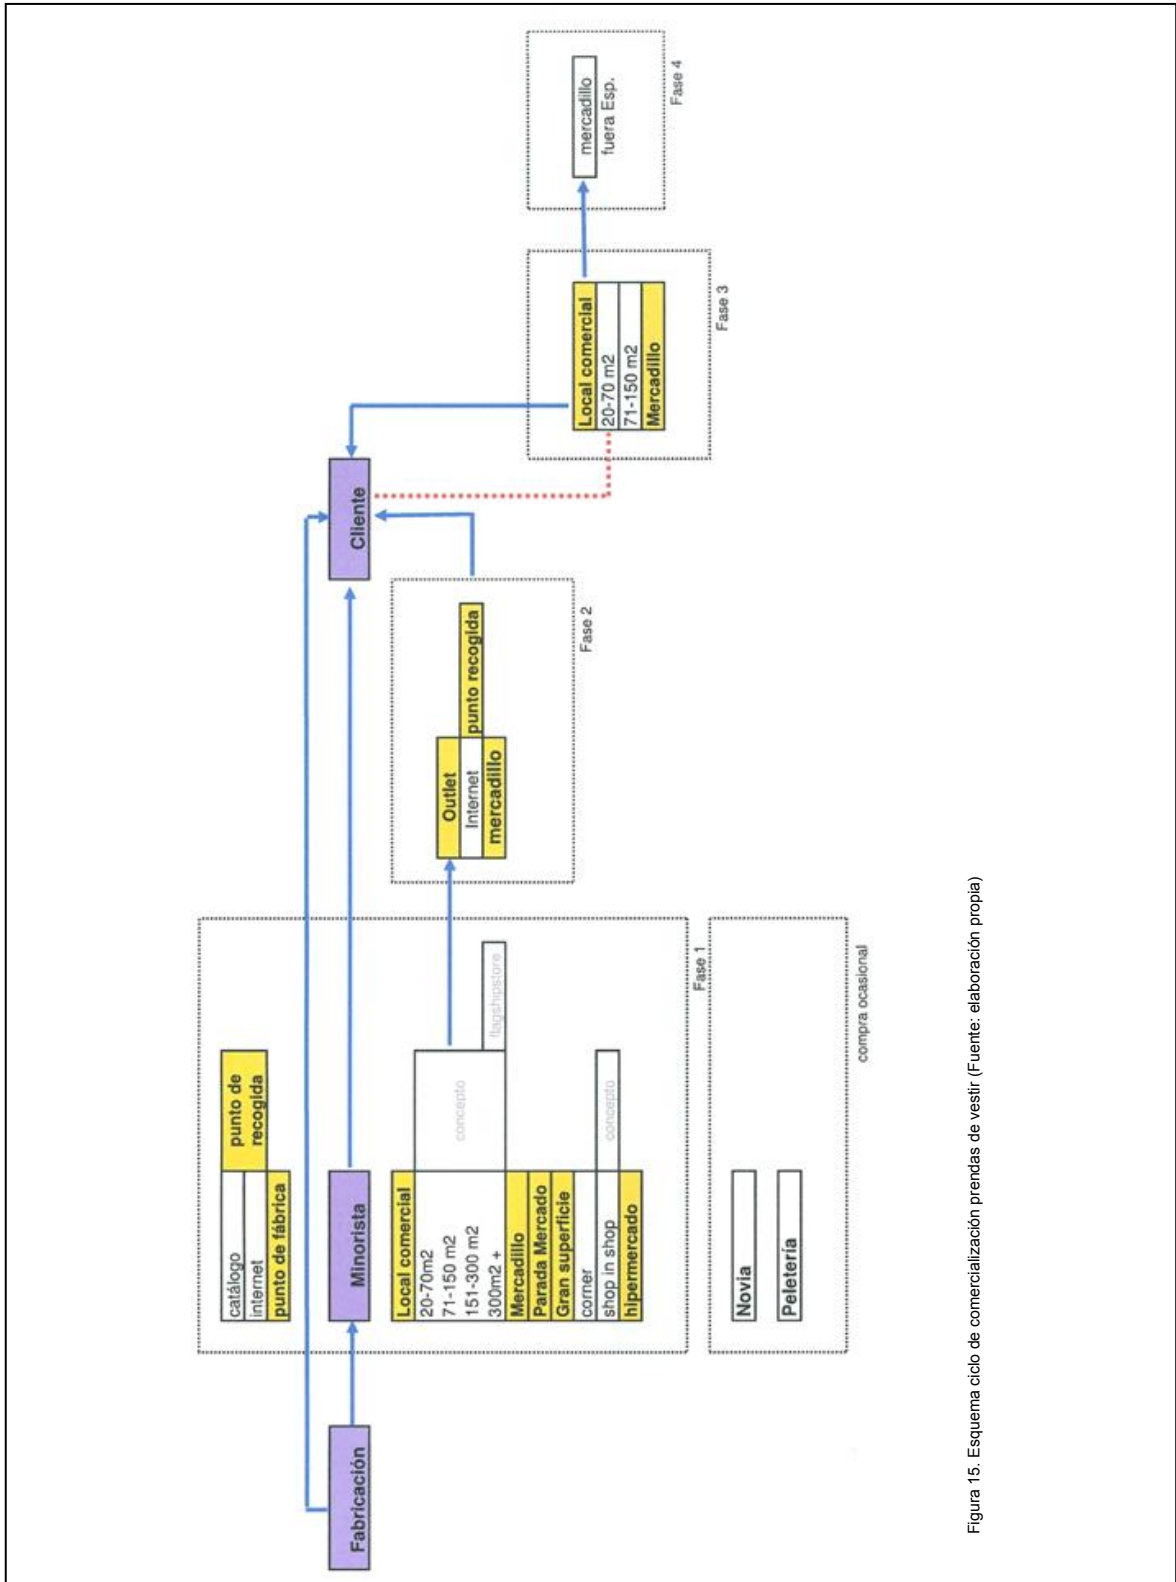 Fabricación
catálogo
internet
punto de fábrica
punto de
recogida
Minorista
Local comercial
20-70m2
71-150 m2
151-300 m2
300m2 +
concepto
flagshipstore
Mercadillo
Parada Mercado
Gran superficie
corner
shop in shop
concepto
hipermercado
Fase 1
Novia
Peletería
compra ocasional
Outlet
Internet
punto recogida
mercadillo
Fase 2
Cliente
Local comercial
20-70 m2
71-150 m2
Mercadillo
Fase 3
mercadillo
fuera Esp.
Fase 4
Figura 15. Esquema ciclo de comercialización prendas de vestir (Fuente: elaboración propia)